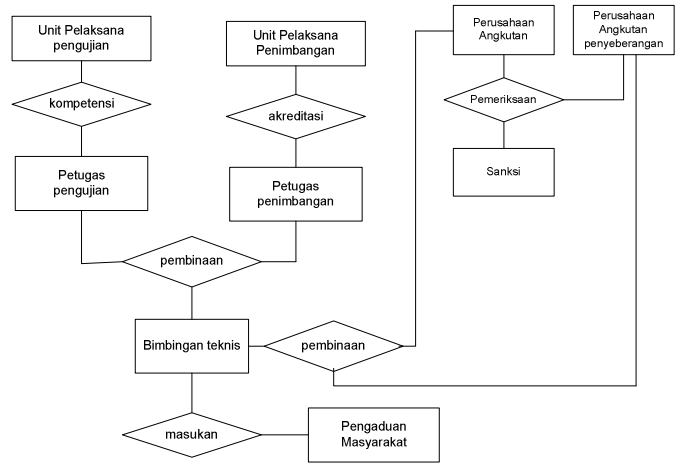 Unit Pelaksana
pengujian
Unit Pelaksana
Penimbangan
Perusahaan
Angkutan
Perusahaan
Angkutan
penyeberangan
kompetensi
akreditasi
Pemeriksaan
Petugas
pengujian
Petugas
penimbangan
Sanksi
pembinaan
Bimbingan teknis
pembinaan
masukan
Pengaduan
Masyarakat